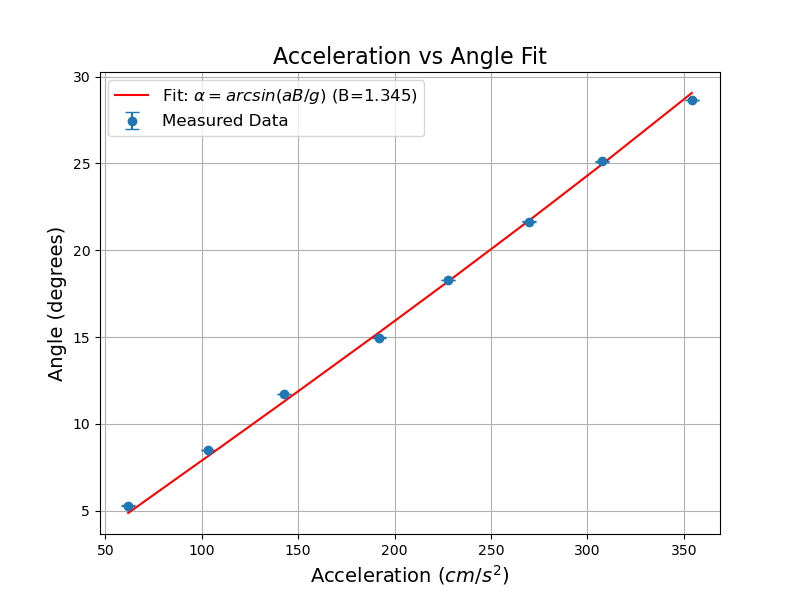 Acceleration vs Angle Fit
Fit: α = arcsin(aB/g) (B=1.345)
Measured Data
Angle (degrees)
30
25
20
15
10
5
50 100 150 200 250 300 350
Acceleration (cm/s²)